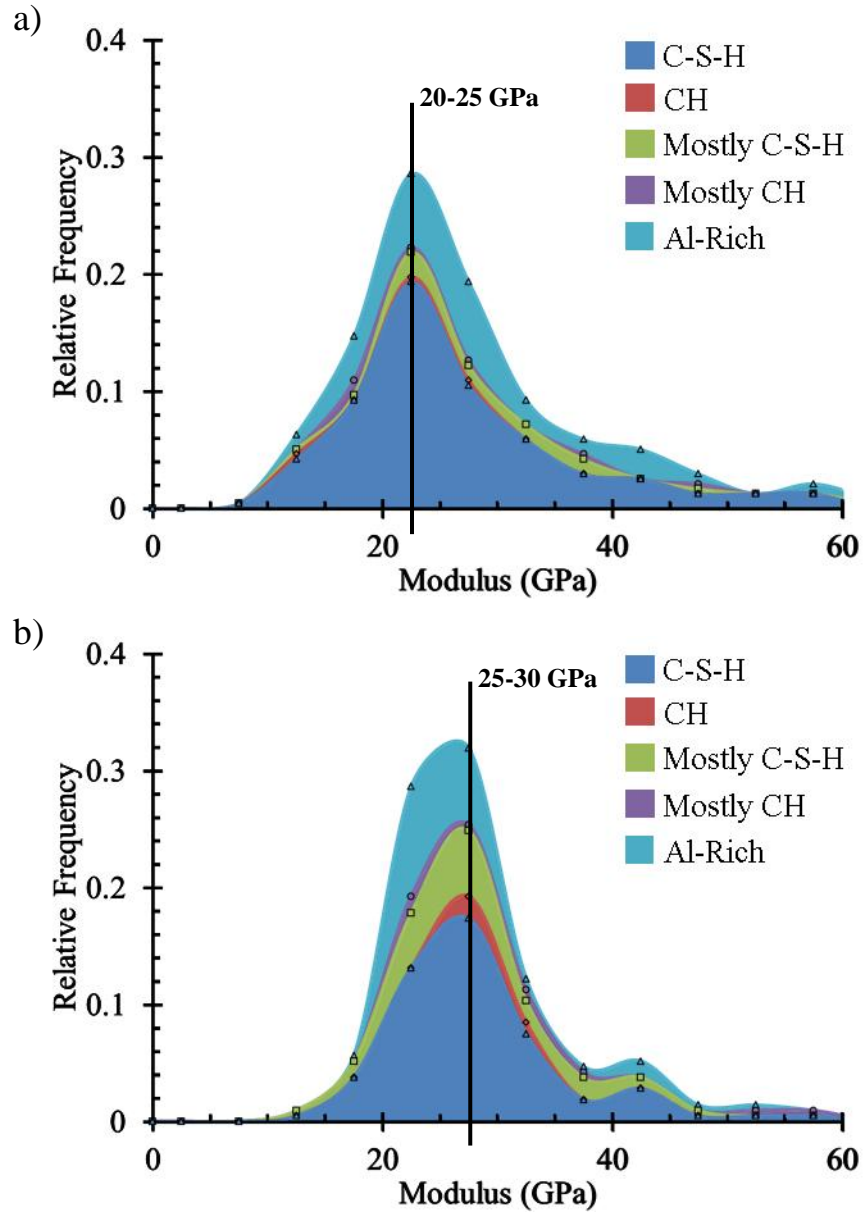 a)
0.4
0.3
0.2
0.1
0
Relative Frequency
20-25 GPa
C-S-H
CH
Mostly C-S-H
Mostly CH
Al-Rich
0 20 40 60
Modulus (GPa)
b)
0.4
0.3
0.2
0.1
0
Relative Frequency
25-30 GPa
C-S-H
CH
Mostly C-S-H
Mostly CH
Al-Rich
0 20 40 60
Modulus (GPa)